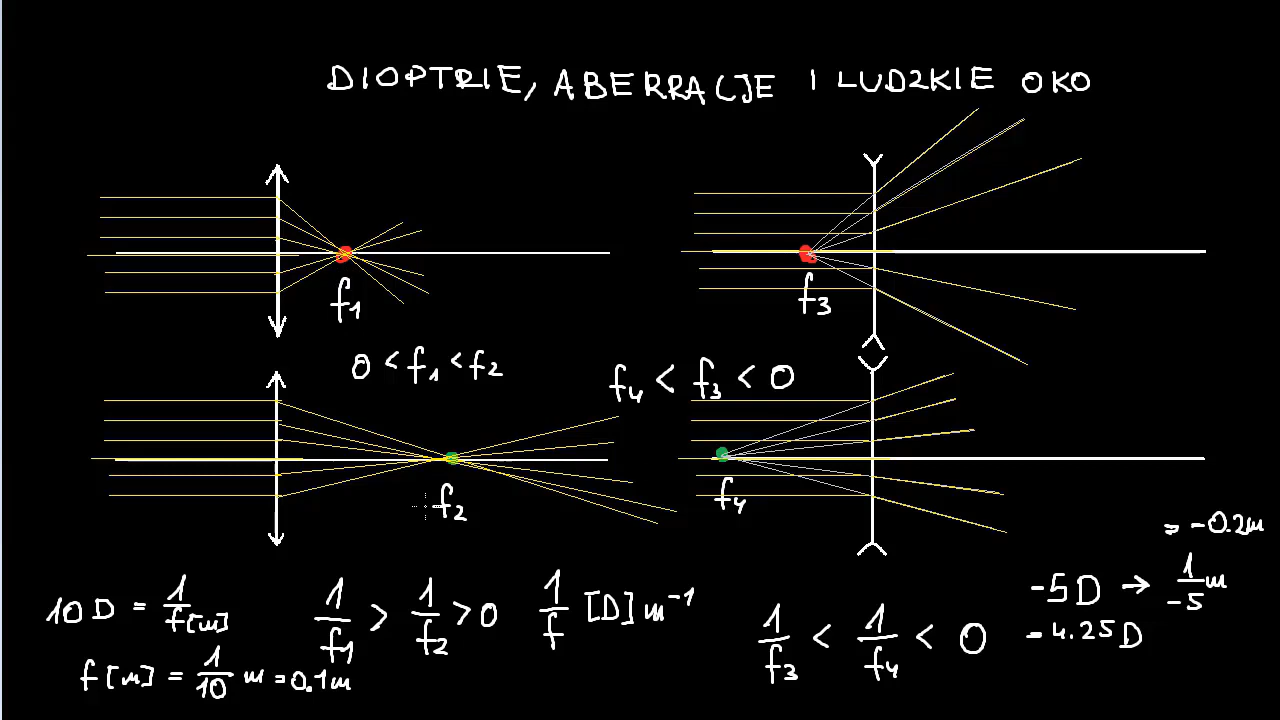 DIOPTRIE, ABERRACJE I LUDZKIE OKO
f1
f3
0 < f1 < f2
f4 < f3 < 0
f2
f4
= -0.2m
10 D = 1/f[m]
1/f1 > 1/f2 > 0
1/f [D] m⁻¹
-5D → 1/-5 m
-4.25D
1/f3 < 1/f4 < 0
f[m] = 1/10 m = 0.1m